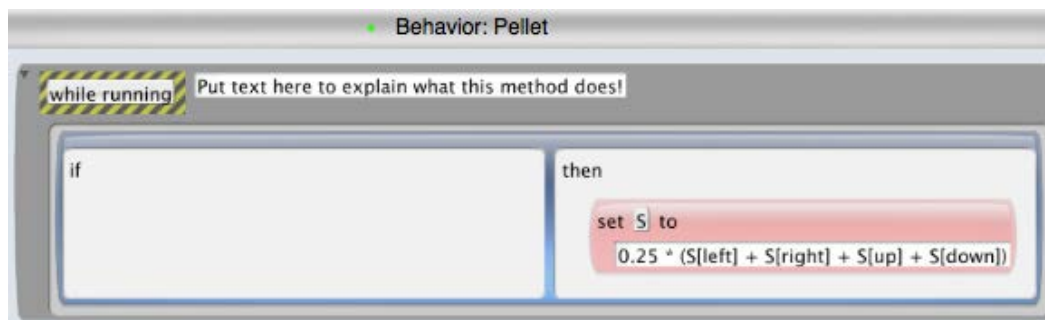 Behavior: Pellet
while running Put text here to explain what this method does!
if then
set S to
0.25 * (S[left] + S[right] + S[up] + S[down])